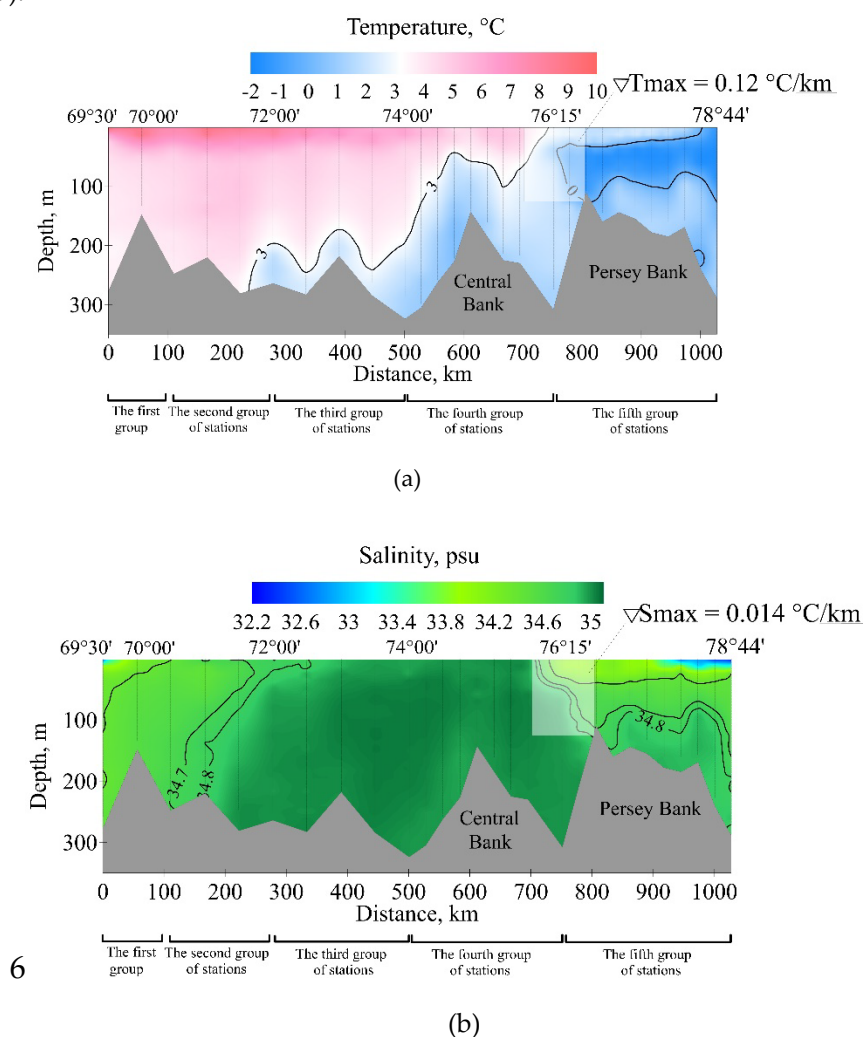 ).
Temperature, °C
-2 -1 0 1 2 3 4 5 6 7 8 9 10
▽Tmax = 0.12 °C/km
69°30' 70°00' 72°00' 74°00' 76°15' 78°44'
Depth, m
100
200
300
3
3
0
Central
Bank
Persey Bank
0 100 200 300 400 500 600 700 800 900 1000
Distance, km
The first
group
The second group
of stations
The third group
of stations
The fourth group
of stations
The fifth group
of stations
(a)
Salinity, psu
32.2 32.6 33 33.4 33.8 34.2 34.6 35
▽Smax = 0.014 °C/km
69°30' 70°00' 72°00' 74°00' 76°15' 78°44'
Depth, m
100
200
300
34.7
34.8
34.8
Central
Bank
Persey Bank
0 100 200 300 400 500 600 700 800 900 1000
Distance, km
The first
group
The second group
of stations
The third group
of stations
The fourth group
of stations
The fifth group
of stations
6
(b)